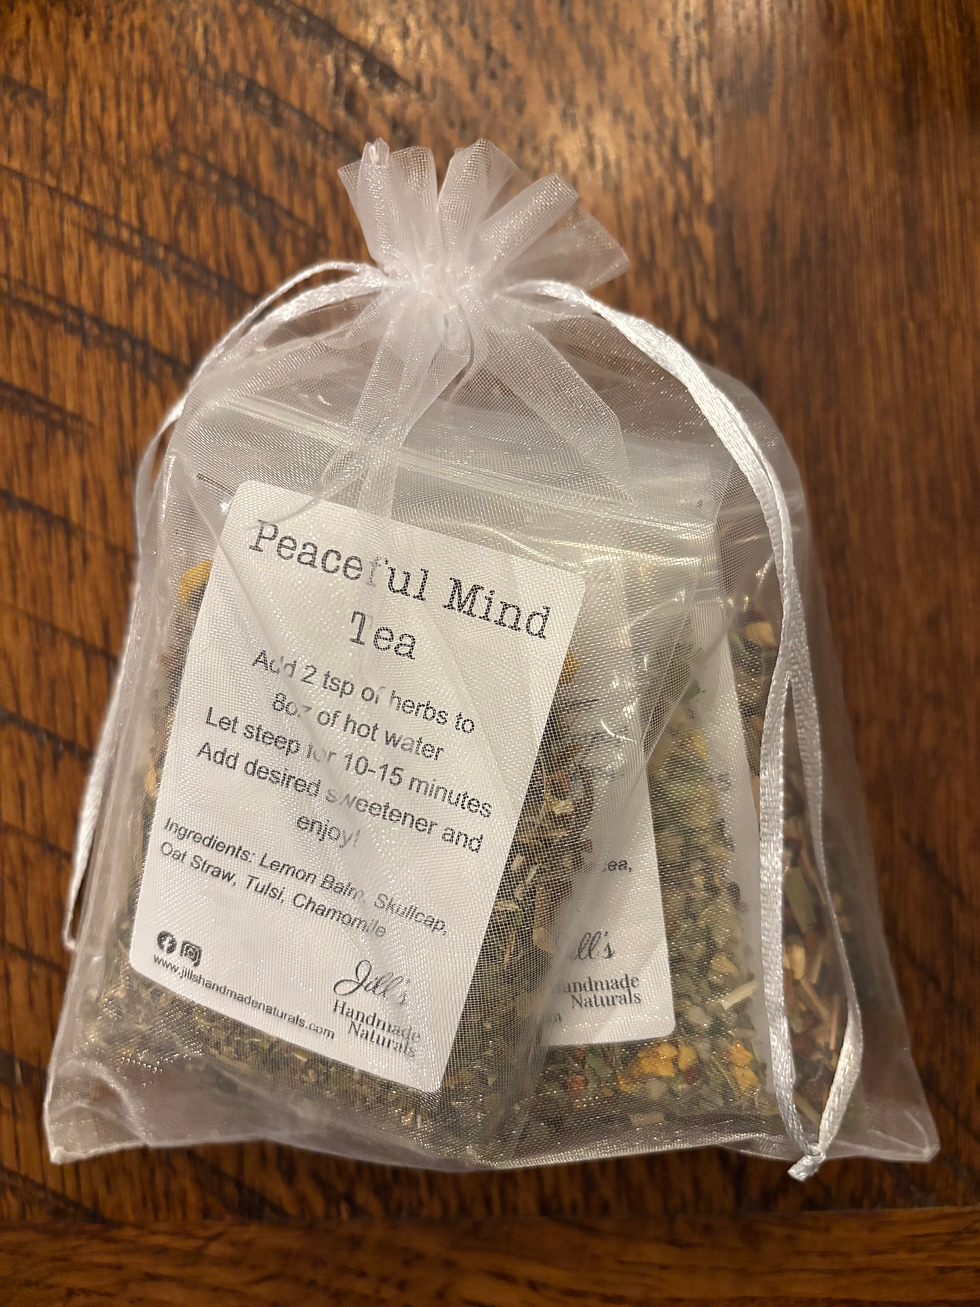 Peaceful Mind
Tea
Add 2 tsp of herbs to
8oz of hot water
Let steep for 10-15 minutes
Add desired sweetener and
enjoy!
Ingredients: Lemon Balm, Skullcap,
Oat Straw, Tulsi, Chamomile
www.jillshandmadenaturals.com
Jill's
Handmade
Naturals
tea,
Jill's
Handmade
Naturals